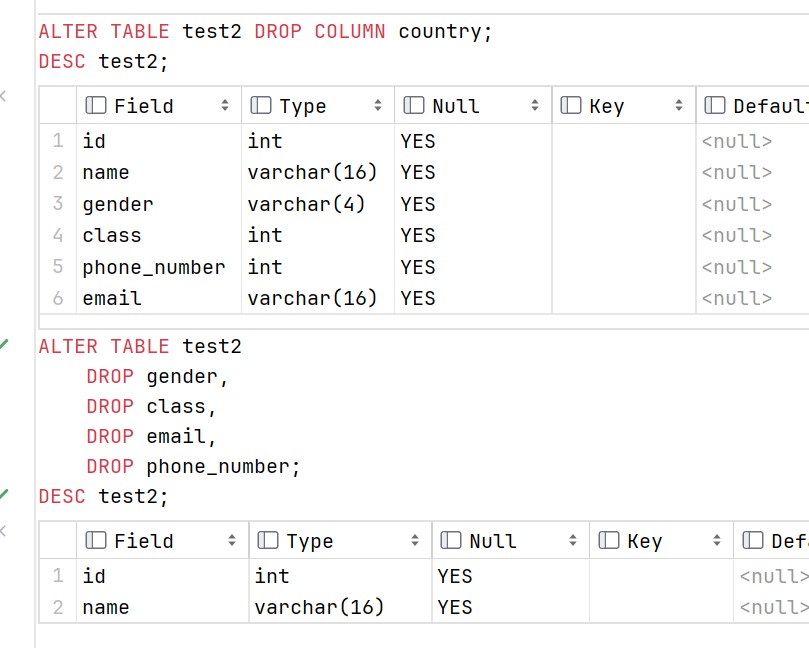 ALTER TABLE test2 DROP COLUMN country;
DESC test2;
Field Type Null Key Default
1 id int YES <null>
2 name varchar(16) YES <null>
3 gender varchar(4) YES <null>
4 class int YES <null>
5 phone_number int YES <null>
6 email varchar(16) YES <null>
ALTER TABLE test2
DROP gender,
DROP class,
DROP email,
DROP phone_number;
DESC test2;
Field Type Null Key Defa
1 id int YES <null>
2 name varchar(16) YES <null>